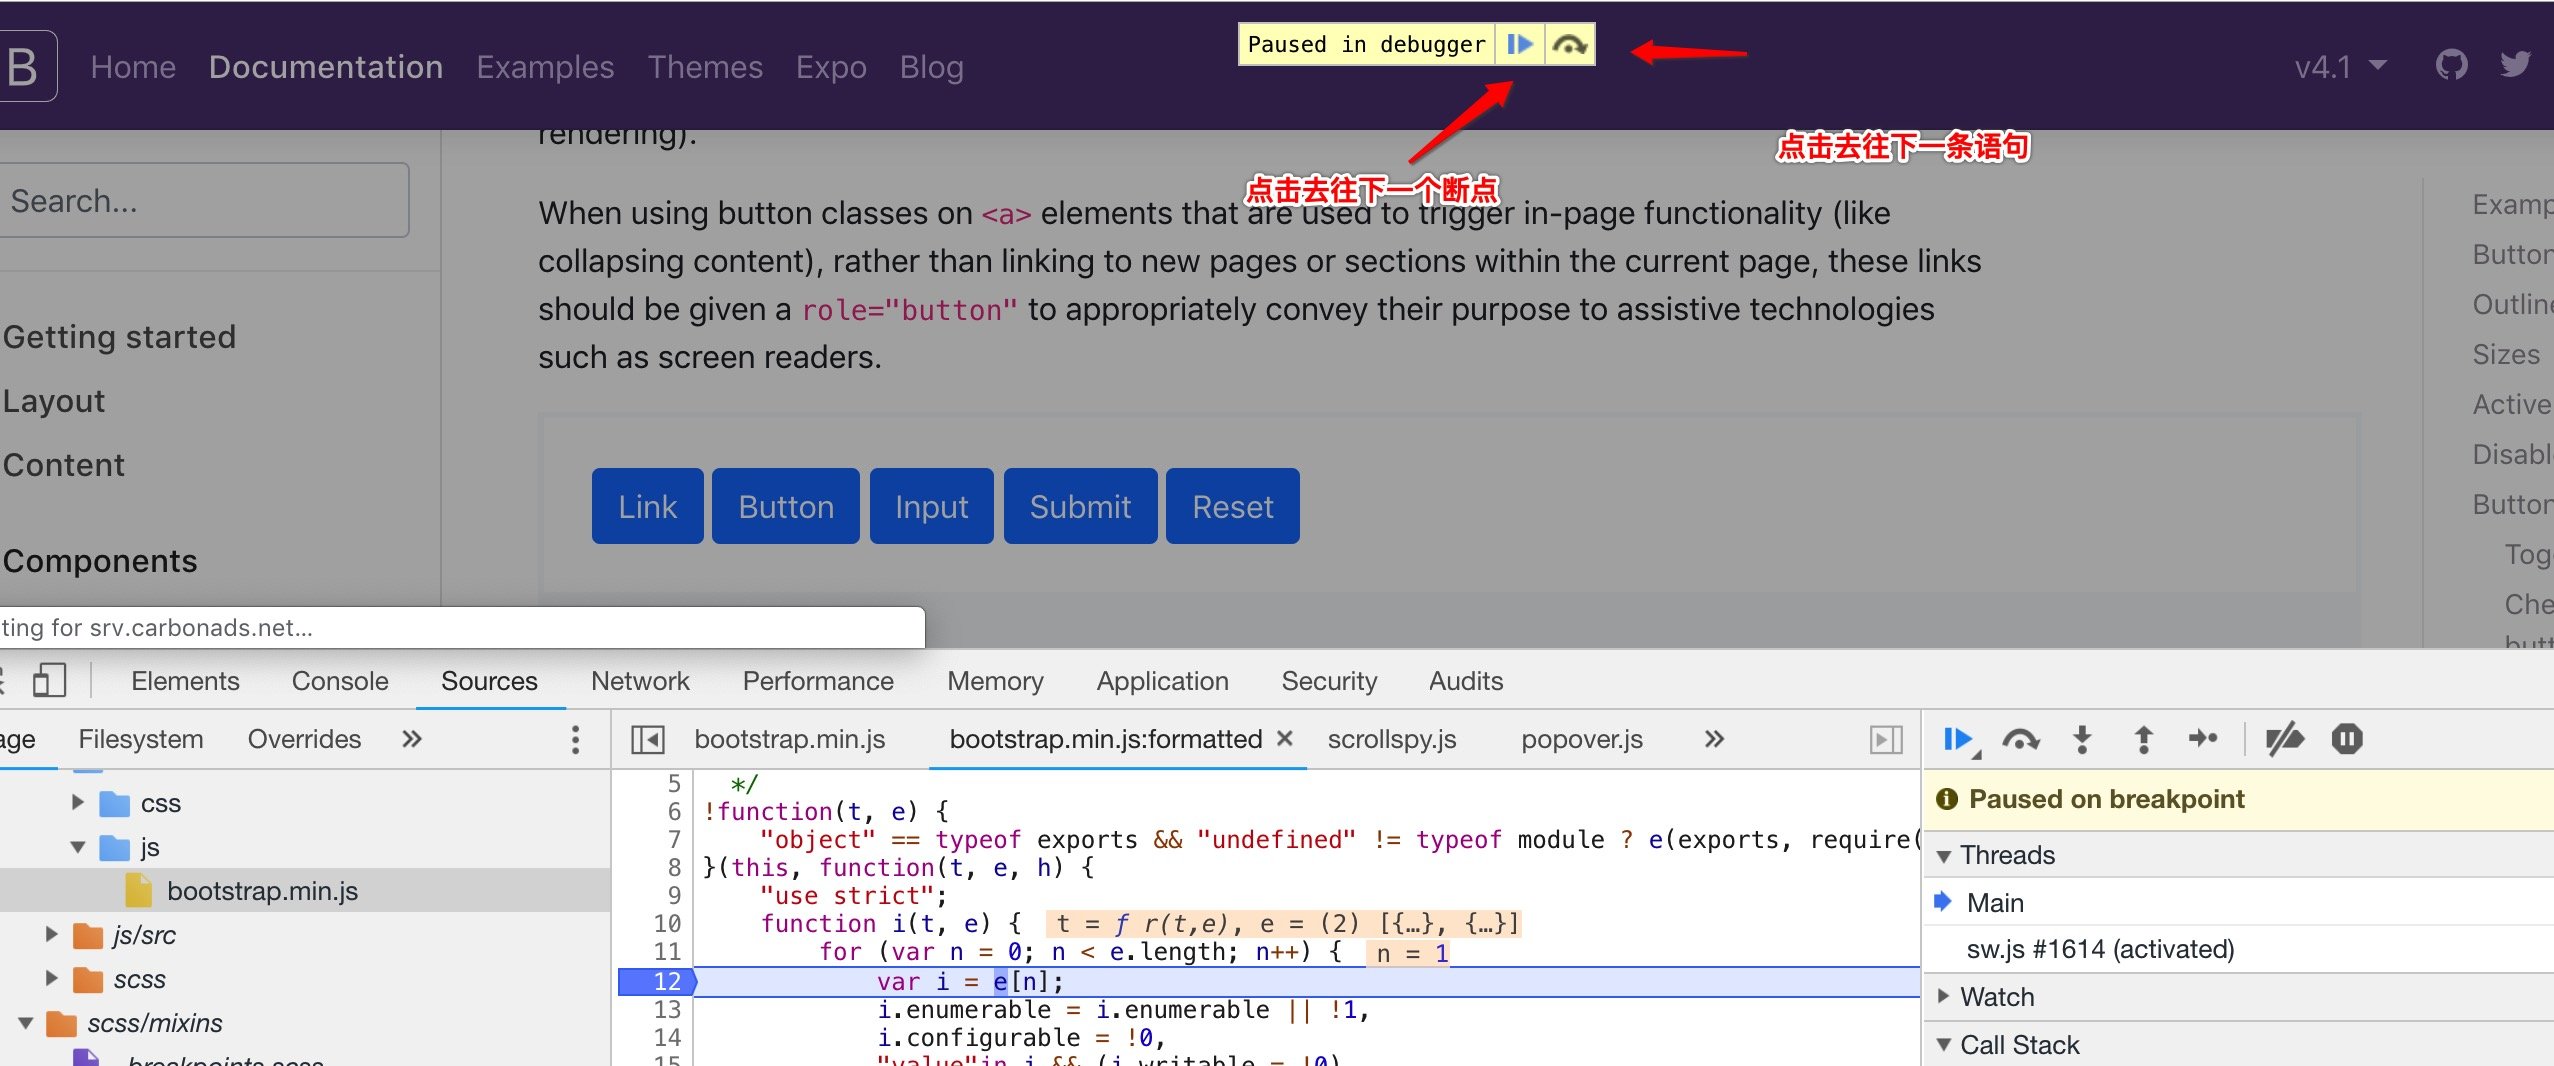 Paused in debugger
B Home Documentation Examples Themes Expo Blog v4.1
rendering).
点击去往下一条语句
点击去往下一个断点
Search...
When using button classes on <a> elements that are used to trigger in-page functionality (like
collapsing content), rather than linking to new pages or sections within the current page, these links
should be given a role="button" to appropriately convey their purpose to assistive technologies
such as screen readers.
Getting started
Layout
Content
Components
Link Button Input Submit Reset
Examp
Button
Outline
Sizes
Active
Disabl
Button
Tog
Che
butt
ting for srv.carbonads.net...
Elements Console Sources Network Performance Memory Application Security Audits
age Filesystem Overrides »
bootstrap.min.js bootstrap.min.js:formatted × scrollspy.js popover.js »
css
js
bootstrap.min.js
js/src
scss
scss/mixins
breakpoints.scss
5 */
6 !function(t, e) {
7 "object" == typeof exports && "undefined" != typeof module ? e(exports, require(
8 }(this, function(t, e, h) {
9 "use strict";
10 function i(t, e) { t = ƒ r(t,e), e = (2) [{…}, {…}]
11 for (var n = 0; n < e.length; n++) { n = 1
12 var i = e[n];
13 i.enumerable = i.enumerable || !1,
14 i.configurable = !0,
15 "value"in i && (i.writable = !0)
Paused on breakpoint
Threads
Main
sw.js #1614 (activated)
Watch
Call Stack